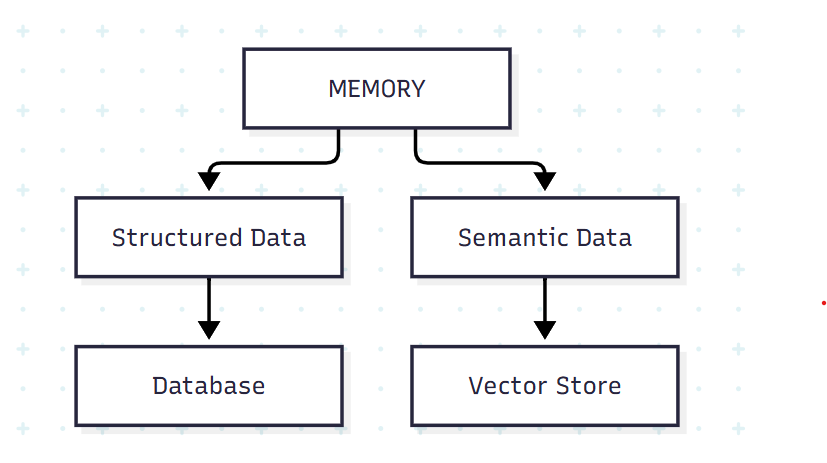 MEMORY
Structured Data
Semantic Data
Database
Vector Store